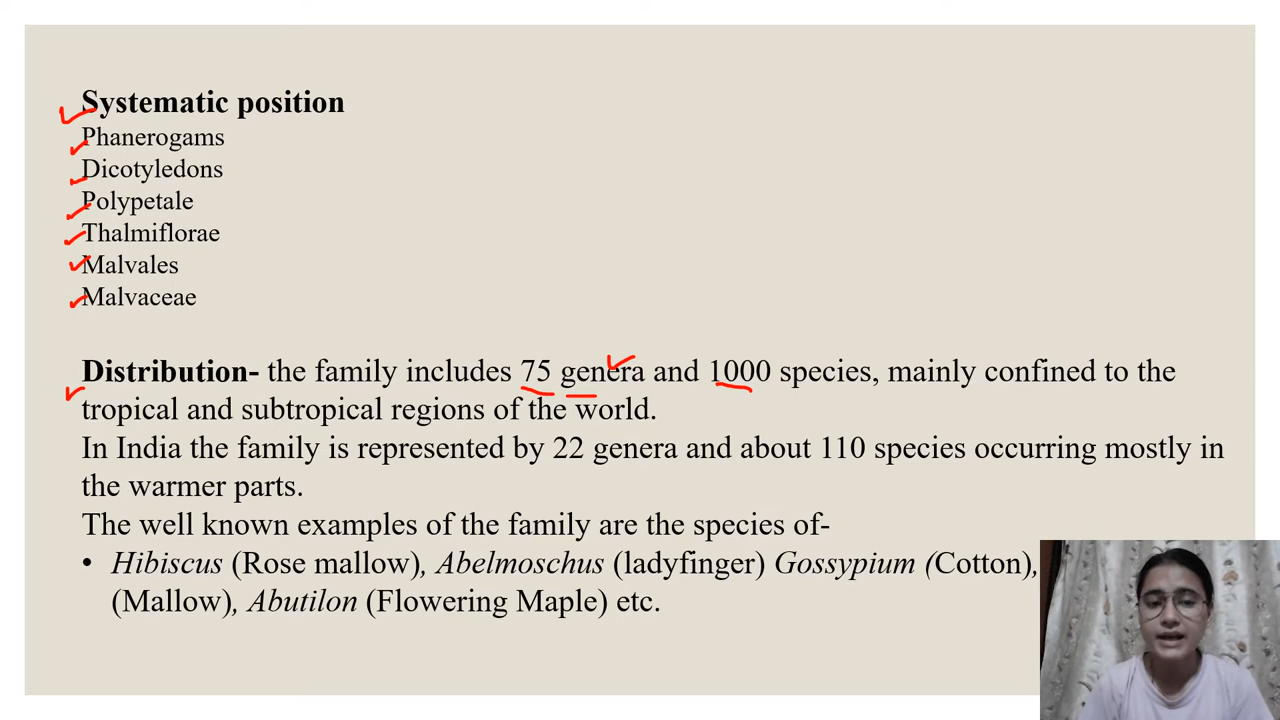 Systematic position
Phanerogams
Dicotyledons
Polypetale
Thalmiflorae
Malvales
Malvaceae
Distribution- the family includes 75 genera and 1000 species, mainly confined to the
tropical and subtropical regions of the world.
In India the family is represented by 22 genera and about 110 species occurring mostly in
the warmer parts.
The well known examples of the family are the species of-
• Hibiscus (Rose mallow), Abelmoschus (ladyfinger) Gossypium (Cotton),
(Mallow), Abutilon (Flowering Maple) etc.